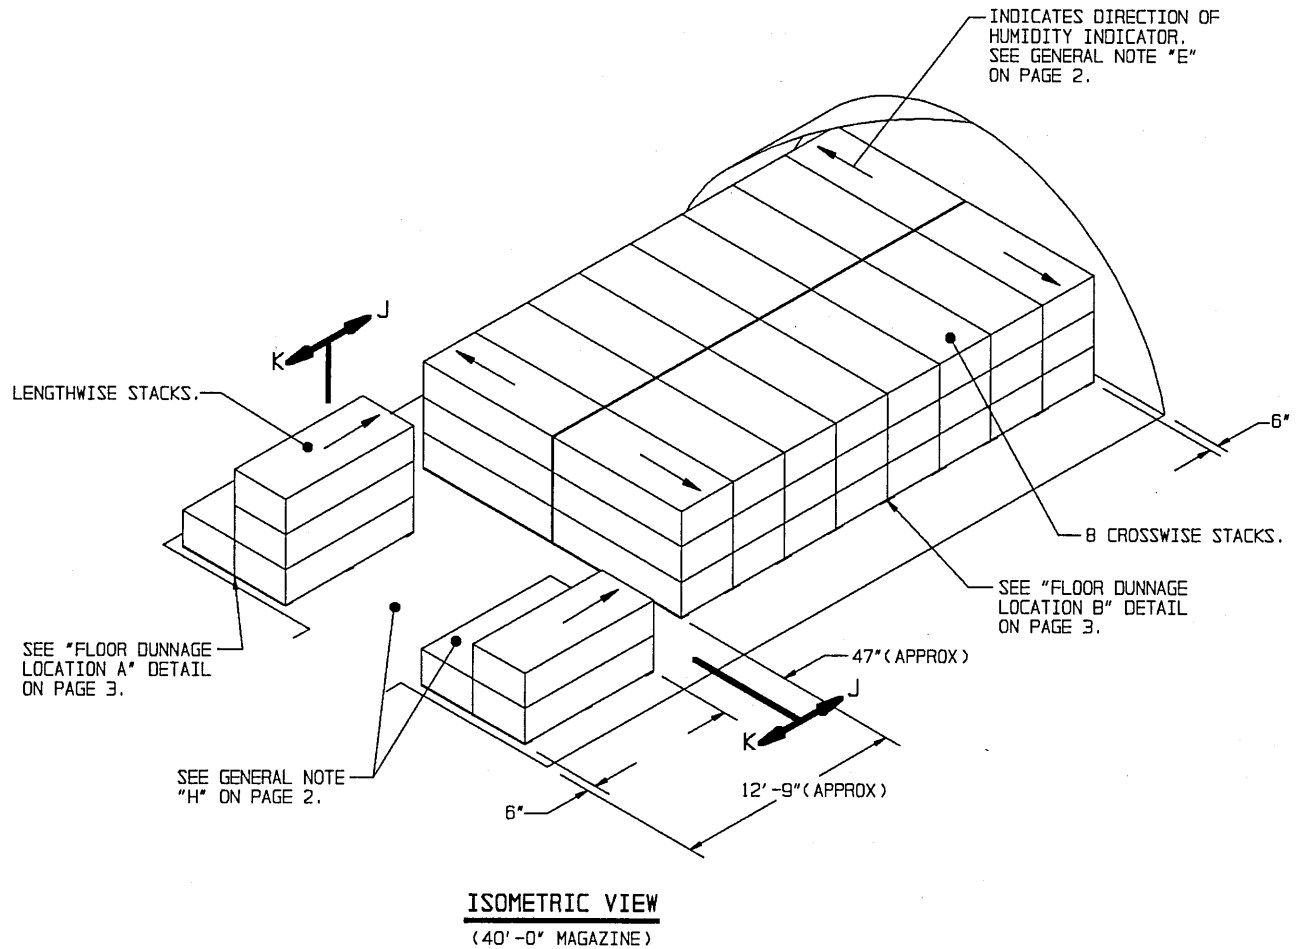 INDICATES DIRECTION OF
HUMIDITY INDICATOR.
SEE GENERAL NOTE "E"
ON PAGE 2.
J
K
LENGTHWISE STACKS.
6"
8 CROSSWISE STACKS.
SEE "FLOOR DUNNAGE
LOCATION B" DETAIL
ON PAGE 3.
SEE "FLOOR DUNNAGE
LOCATION A" DETAIL
ON PAGE 3.
47"(APPROX)
J
K
SEE GENERAL NOTE
"H" ON PAGE 2.
12'-9"(APPROX)
6"
ISOMETRIC VIEW
(40'-0" MAGAZINE)